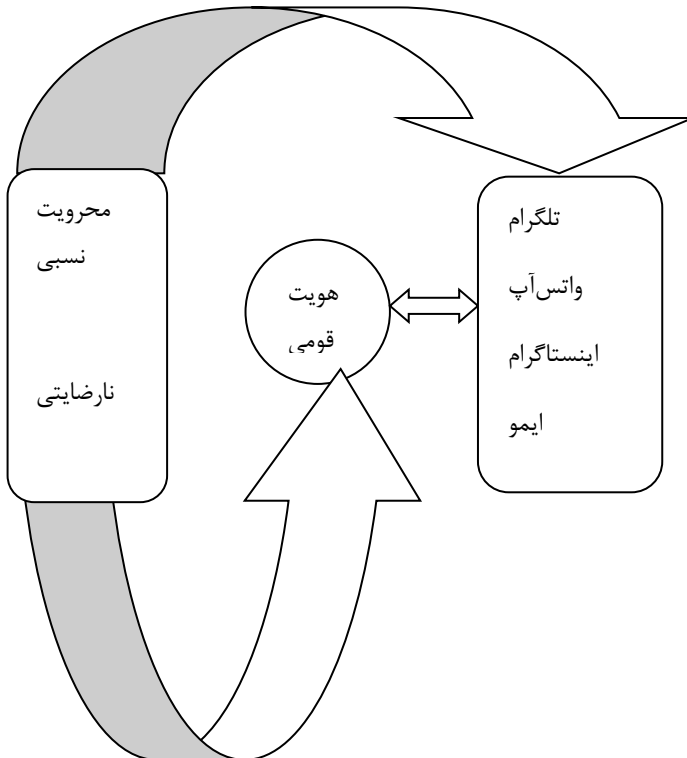 محرویت
نسبی
نارضایتی
هویت
قومی
تلگرام
واتس‌آپ
اینستاگرام
ایمو